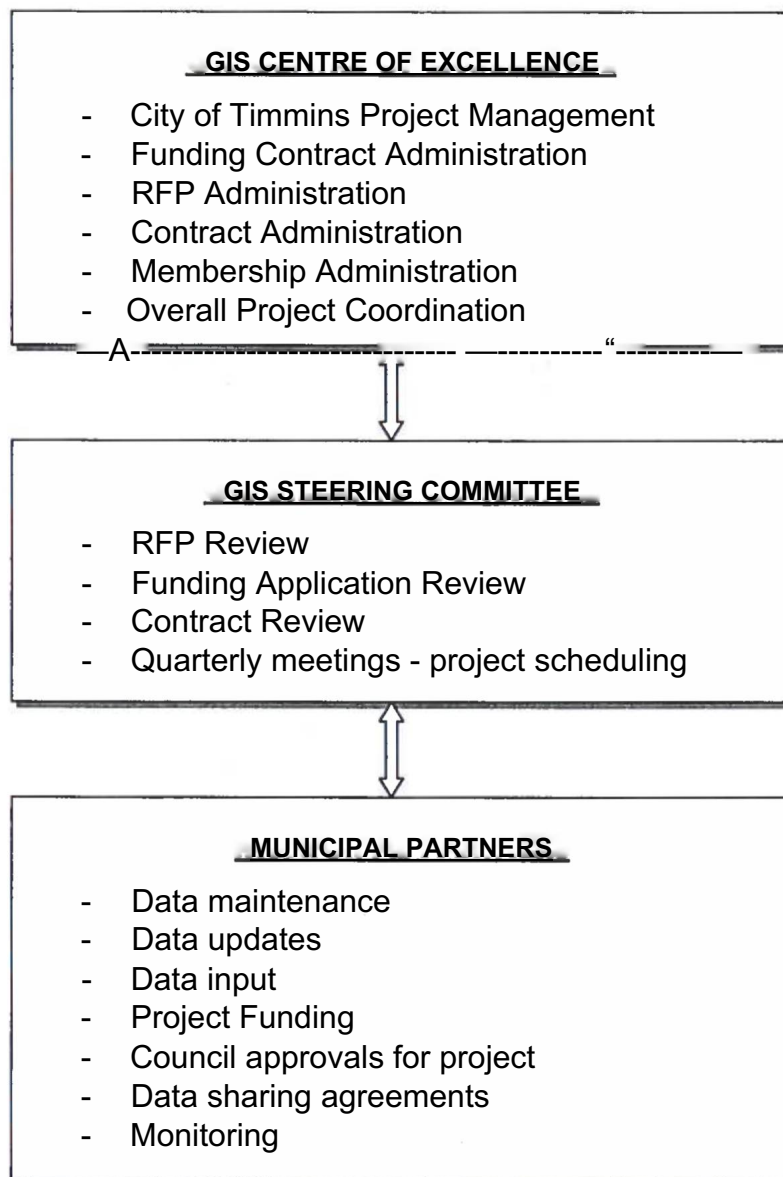 GIS CENTRE OF EXCELLENCE
- City of Timmins Project Management
- Funding Contract Administration
- RFP Administration
- Contract Administration
- Membership Administration
- Overall Project Coordination
—A------------------------------- —----------“---------—
GIS STEERING COMMITTEE
- RFP Review
- Funding Application Review
- Contract Review
- Quarterly meetings - project scheduling
MUNICIPAL PARTNERS
- Data maintenance
- Data updates
- Data input
- Project Funding
- Council approvals for project
- Data sharing agreements
- Monitoring